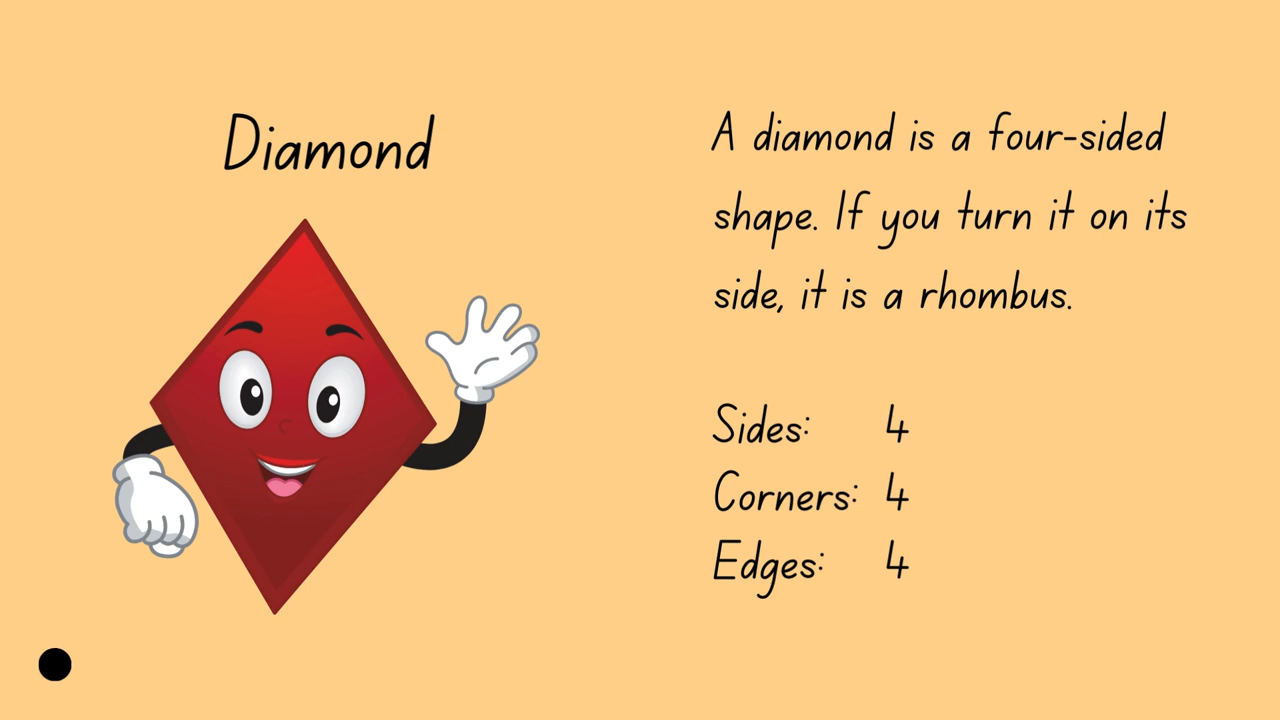 Diamond
A diamond is a four-sided
shape. If you turn it on its
side, it is a rhombus.
Sides: 4
Corners: 4
Edges: 4